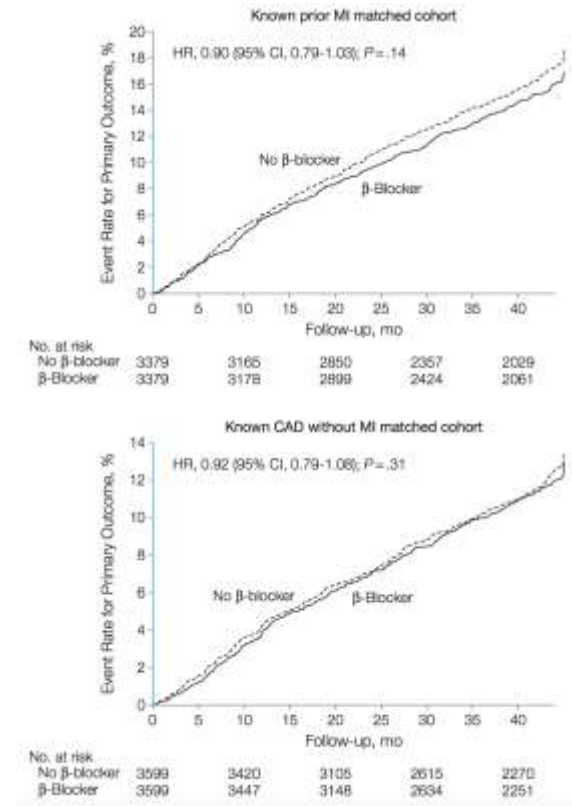 Known prior MI matched cohort
20
18
16
14
12
10
8
6
4
2
0
Event Rate for Primary Outcome, %
HR, 0.90 (95% CI, 0.79-1.03); P=.14
No β-blocker
β-Blocker
0 5 10 15 20 25 30 35 40
Follow-up, mo
No. at risk
No β-blocker 3379 3165 2850 2357 2029
β-Blocker 3379 3178 2899 2424 2061
Known CAD without MI matched cohort
14
12
10
8
6
4
2
0
Event Rate for Primary Outcome, %
HR, 0.92 (95% CI, 0.79-1.08); P=.31
No β-blocker
β-Blocker
0 5 10 15 20 25 30 35 40
Follow-up, mo
No. at risk
No β-blocker 3599 3420 3105 2615 2270
β-Blocker 3599 3447 3148 2634 2251